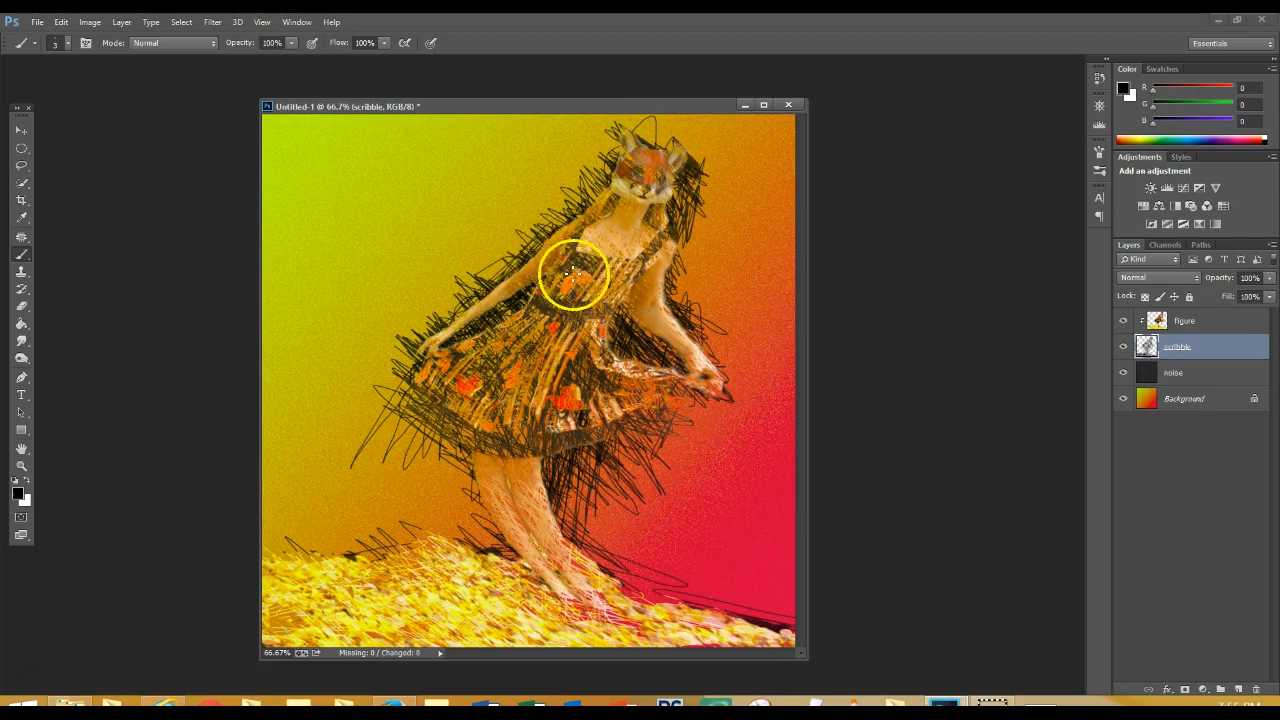 Ps File Edit Image Layer Type Select Filter 3D View Window Help
3 Mode: Normal Opacity: 100% Flow: 100% Essentials
Untitled-1 @ 66.7% (scribble, RGB/8) *
Color Swatches
R 0
G 0
B 0
Adjustments Styles
Add an adjustment
Layers Channels Paths
Kind
Normal Opacity: 100%
Lock: Fill: 100%
figure
scribble
noise
Background
66.67% Missing: 0 / Changed: 0